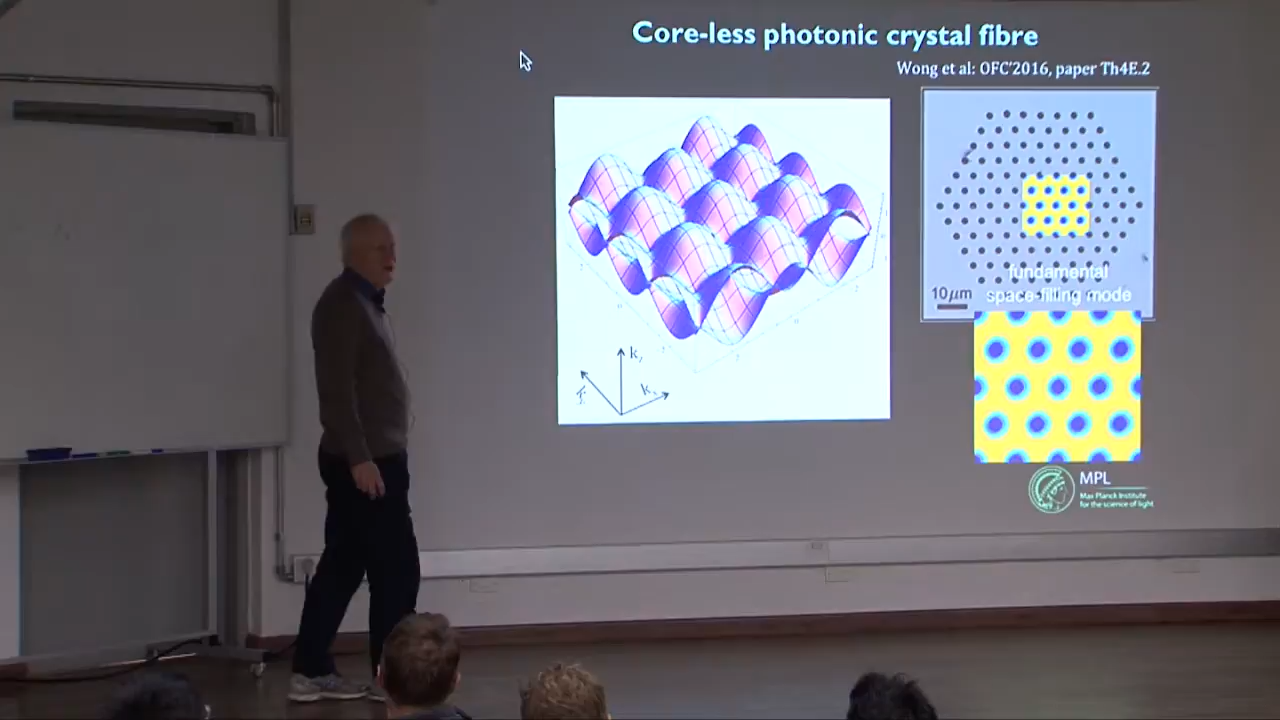 Core-less photonic crystal fibre
Wong et al: OFC'2016, paper Th4E.2
fundamental
space-filling mode
10μm
MPL
Max Planck Institute
for the science of light